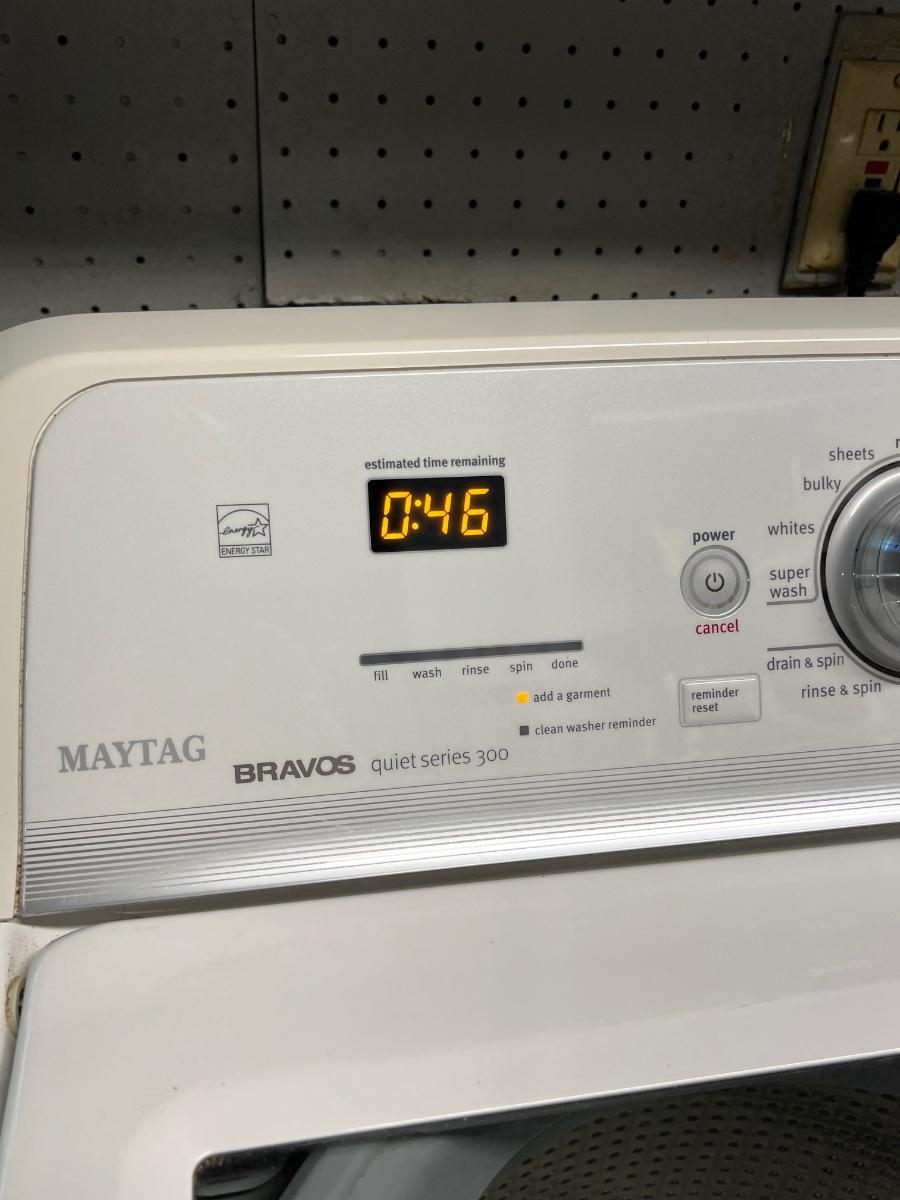 estimated time remaining
0:46
energy
ENERGY STAR
sheets
bulky
whites
super
wash
drain & spin
rinse & spin
power
cancel
fill wash rinse spin done
add a garment
clean washer reminder
reminder
reset
MAYTAG
BRAVOS quiet series 300